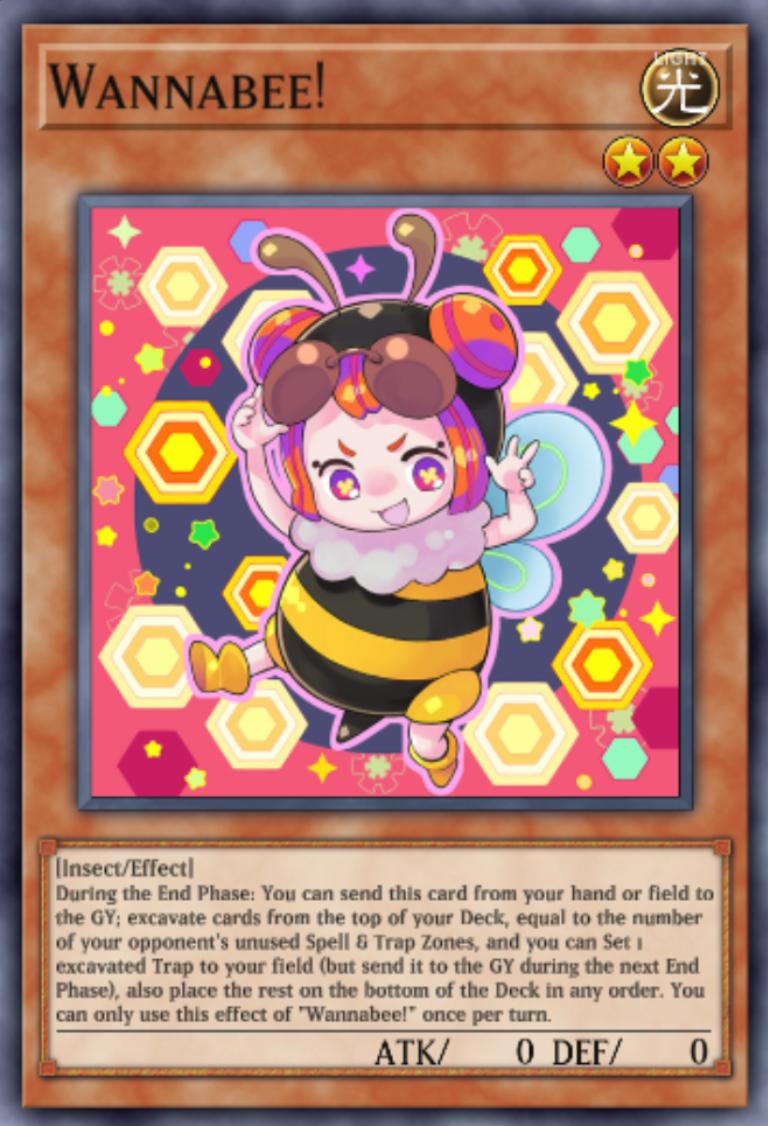 WANNABEE!
LIGHT
光
[Insect/Effect]
During the End Phase: You can send this card from your hand or field to
the GY; excavate cards from the top of your Deck, equal to the number
of your opponent's unused Spell & Trap Zones, and you can Set 1
excavated Trap to your field (but send it to the GY during the next End
Phase), also place the rest on the bottom of the Deck in any order. You
can only use this effect of "Wannabee!" once per turn.
ATK/ 0 DEF/ 0